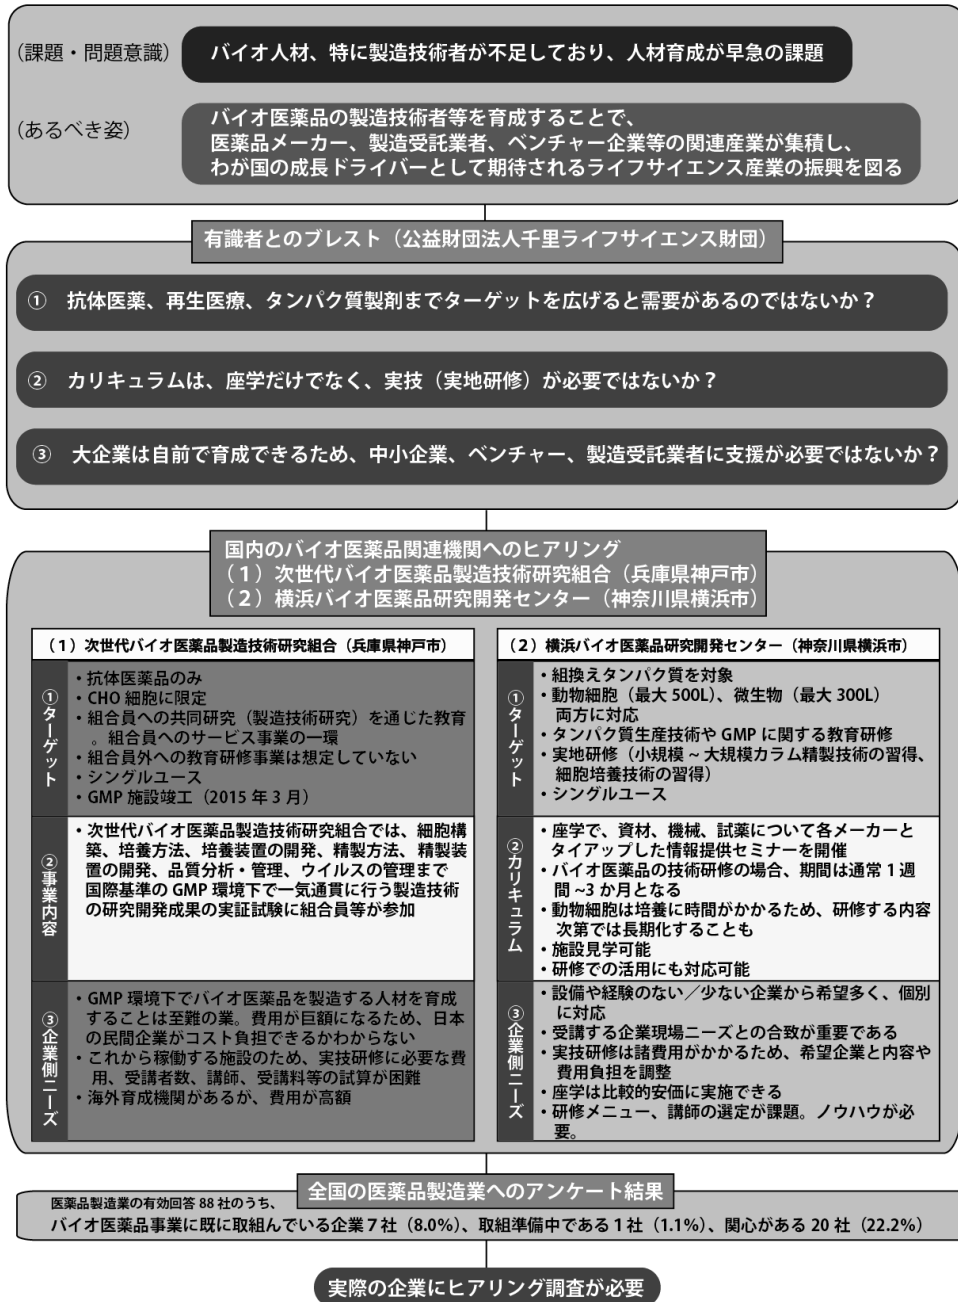 (課題・問題意識)
バイオ人材、特に製造技術者が不足しており、人材育成が早急の課題
(あるべき姿)
バイオ医薬品の製造技術者等を育成することで、
医薬品メーカー、製造受託業者、ベンチャー企業等の関連産業が集積し、
わが国の成長ドライバーとして期待されるライフサイエンス産業の振興を図る
有識者とのブレスト（公益財団法人千里ライフサイエンス財団）
① 抗体医薬、再生医療、タンパク質製剤までターゲットを広げると需要があるのではないか？
② カリキュラムは、座学だけでなく、実技（実地研修）が必要ではないか？
③ 大企業は自前で育成できるため、中小企業、ベンチャー、製造受託業者に支援が必要ではないか？
国内のバイオ医薬品関連機関へのヒアリング
（１）次世代バイオ医薬品製造技術研究組合（兵庫県神戸市）
（２）横浜バイオ医薬品研究開発センター（神奈川県横浜市）
（１）次世代バイオ医薬品製造技術研究組合（兵庫県神戸市）
①ターゲット
・抗体医薬品のみ
・CHO 細胞に限定
・組合員への共同研究（製造技術研究）を通じた教育
。組合員へのサービス事業の一環
・組合員外への教育研修事業は想定していない
・シングルユース
・GMP 施設竣工（2015 年 3 月）
②事業内容
・次世代バイオ医薬品製造技術研究組合では、細胞構
築、培養方法、培養装置の開発、精製方法、精製装
置の開発、品質分析・管理、ウイルスの管理まで
国際基準の GMP 環境下で一気通貫に行う製造技術
の研究開発成果の実証試験に組合員等が参加
③企業側ニーズ
・GMP 環境下でバイオ医薬品を製造する人材を育成
することは至難の業。費用が巨額になるため、日本
の民間企業がコスト負担できるかわからない
・これから稼働する施設のため、実技研修に必要な費
用、受講者数、講師、受講料等の試算が困難
・海外育成機関があるが、費用が高額
（２）横浜バイオ医薬品研究開発センター（神奈川県横浜市）
①ターゲット
・組換えタンパク質を対象
・動物細胞（最大 500L）、微生物（最大 300L）
両方に対応
・タンパク質生産技術や GMP に関する教育研修
・実地研修（小規模 ~ 大規模カラム精製技術の習得、
細胞培養技術の習得）
・シングルユース
②カリキュラム
・座学で、資材、機械、試薬について各メーカーと
タイアップした情報提供セミナーを開催
・バイオ医薬品の技術研修の場合、期間は通常 1 週
間 ~3 か月となる
・動物細胞は培養に時間がかかるため、研修する内容
次第では長期化することも
・施設見学可能
・研修での活用にも対応可能
③企業側ニーズ
・設備や経験のない／少ない企業から希望多く、個別
に対応
・受講する企業現場ニーズとの合致が重要である
・実技研修は諸費用がかかるため、希望企業と内容や
費用負担を調整
・座学は比較的安価に実施できる
・研修メニュー、講師の選定が課題。ノウハウが必
要。
全国の医薬品製造業へのアンケート結果
医薬品製造業の有効回答 88 社のうち、
バイオ医薬品事業に既に取組んでいる企業 7 社（8.0%）、取組準備中である 1 社（1.1%）、関心がある 20 社（22.2%）
実際の企業にヒアリング調査が必要